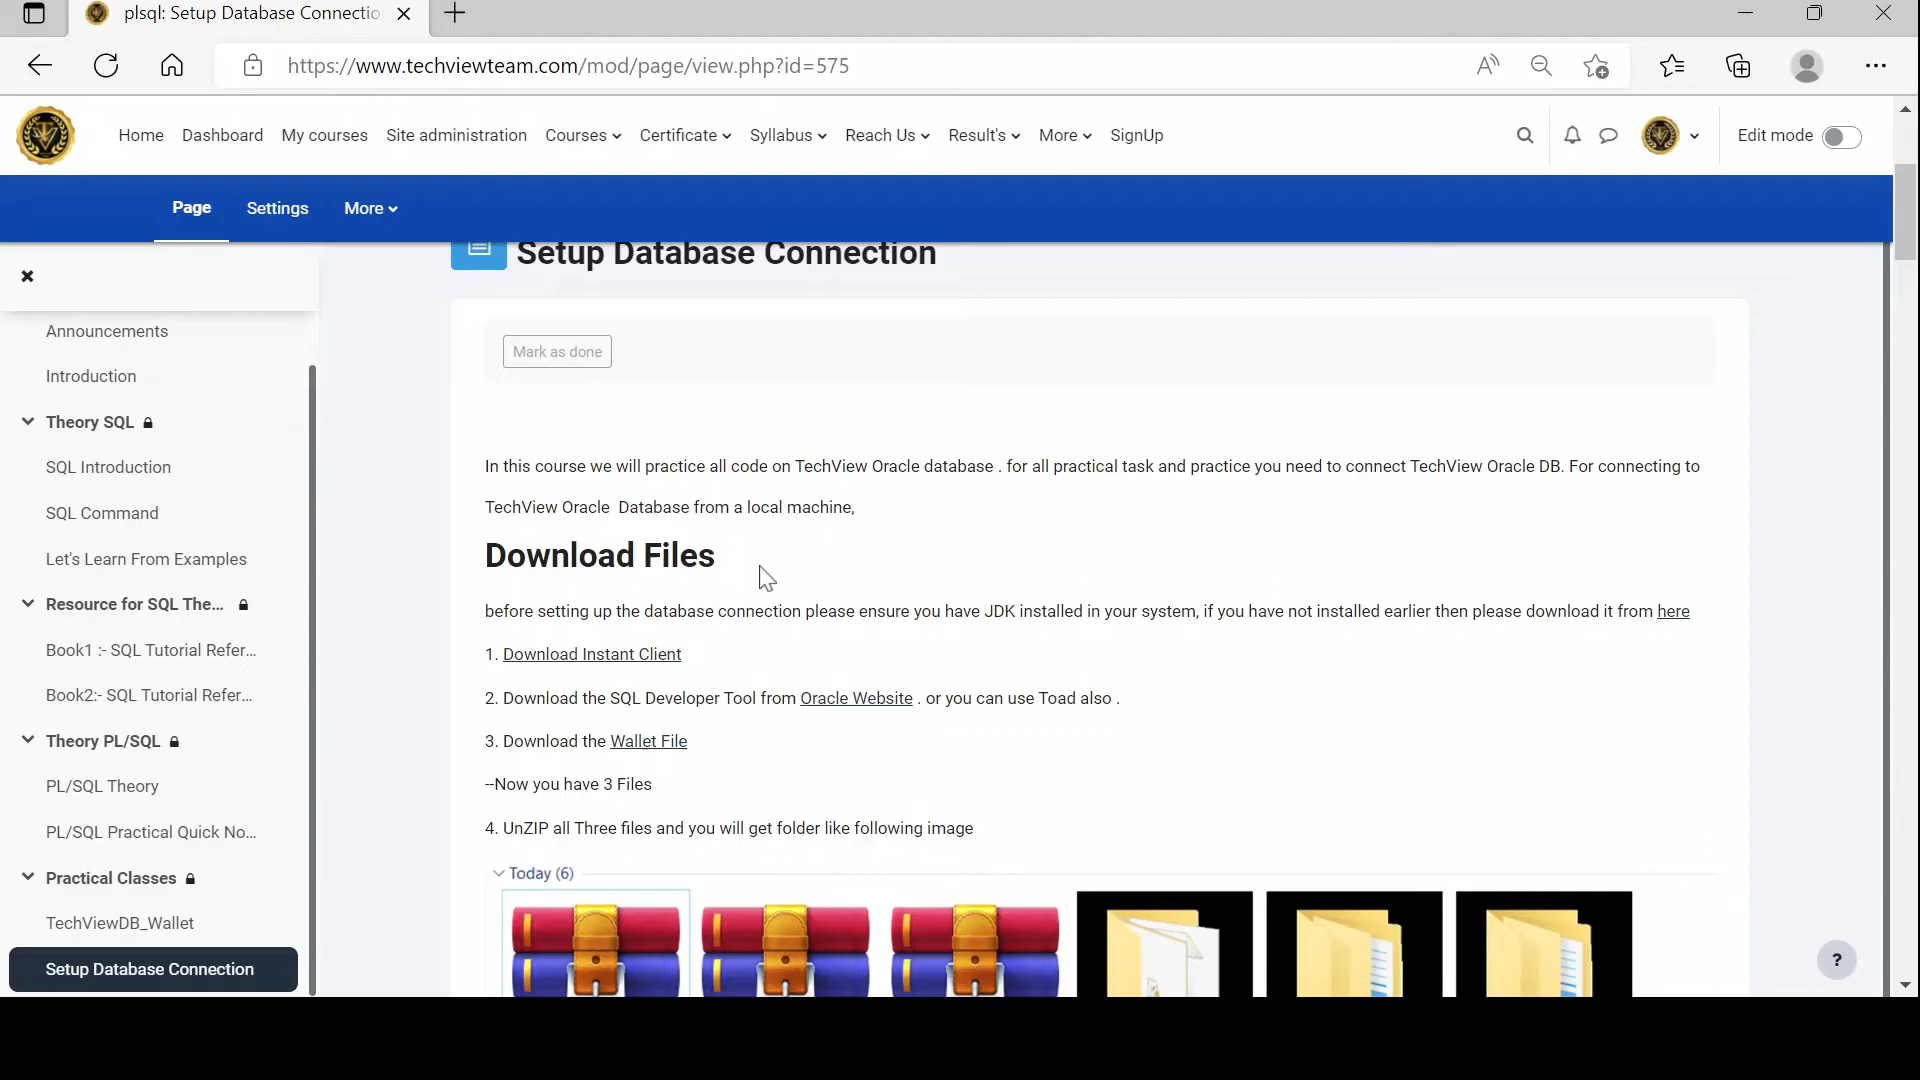 plsql: Setup Database Connectio
https://www.techviewteam.com/mod/page/view.php?id=575
Home Dashboard My courses Site administration Courses Certificate Syllabus Reach Us Result's More SignUp
Edit mode
Page Settings More
Setup Database Connection
Announcements
Introduction
Theory SQL
SQL Introduction
SQL Command
Let's Learn From Examples
Resource for SQL The...
Book1 :- SQL Tutorial Refer...
Book2:- SQL Tutorial Refer...
Theory PL/SQL
PL/SQL Theory
PL/SQL Practical Quick No...
Practical Classes
TechViewDB_Wallet
Setup Database Connection
Mark as done
In this course we will practice all code on TechView Oracle database . for all practical task and practice you need to connect TechView Oracle DB. For connecting to
TechView Oracle  Database from a local machine,
Download Files
before setting up the database connection please ensure you have JDK installed in your system, if you have not installed earlier then please download it from here
1. Download Instant Client
2. Download the SQL Developer Tool from Oracle Website . or you can use Toad also .
3. Download the Wallet File
--Now you have 3 Files
4. UnZIP all Three files and you will get folder like following image
Today (6)
?